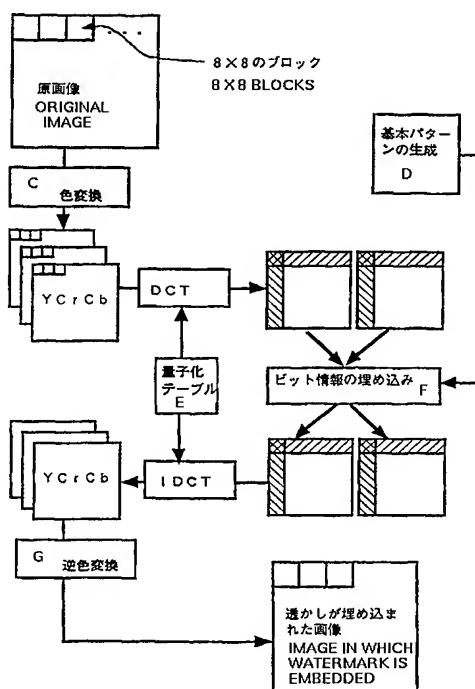 . . .
8×8のブロック
8X8 BLOCKS
原画像
ORIGINAL
IMAGE
基本パター
ンの生成
D
C
色変換
YCrCb
DCT
量子化
テーブル
E
ビット情報の埋め込み
F
YCrCb
IDCT
G
逆色変換
透かしが埋め込ま
れた画像
IMAGE IN WHICH
WATERMARK IS
EMBEDDED